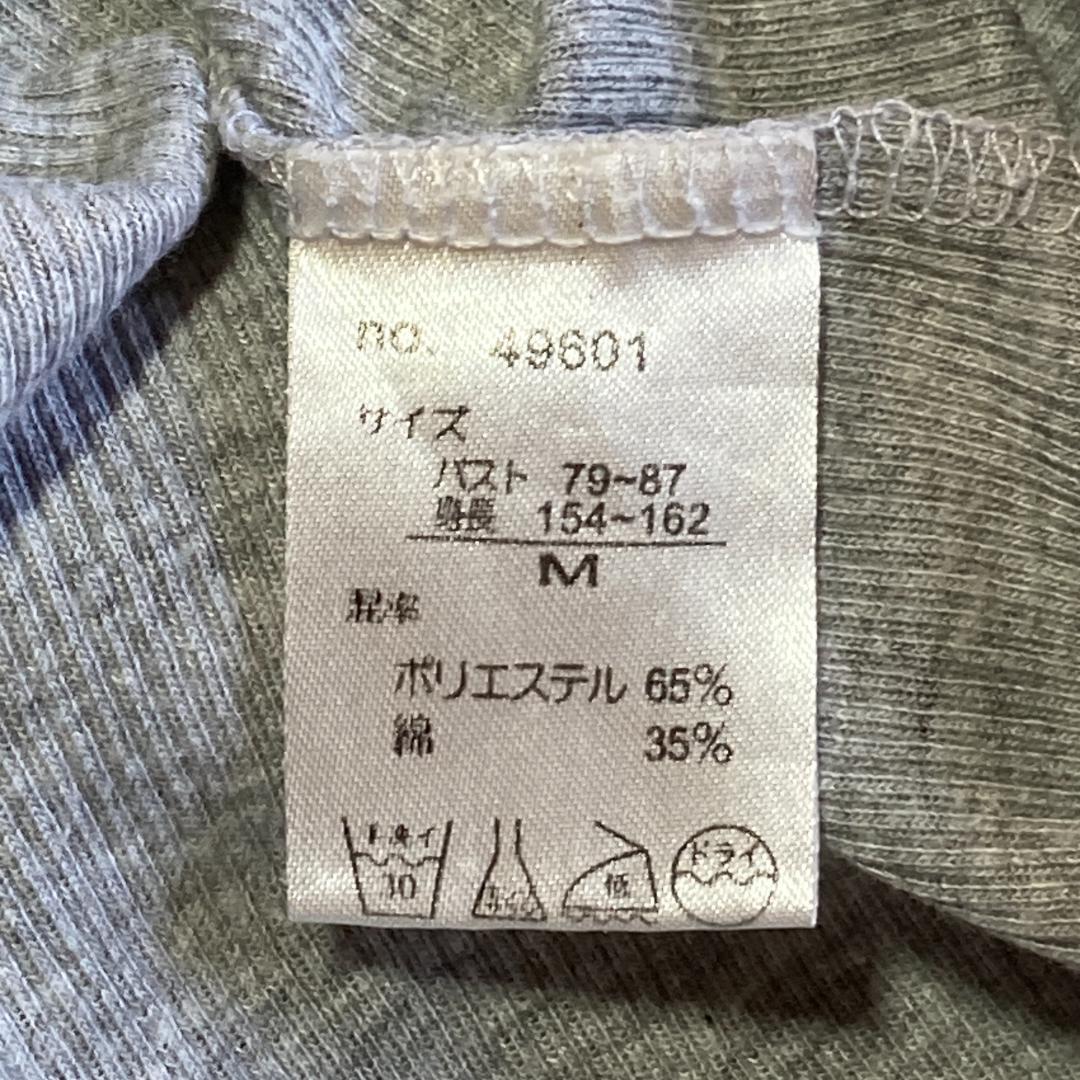 no. 49601
サイズ
バスト 79~87
身長 154~162
M
混率
ポリエステル 65%
綿 35%
低
ドライ